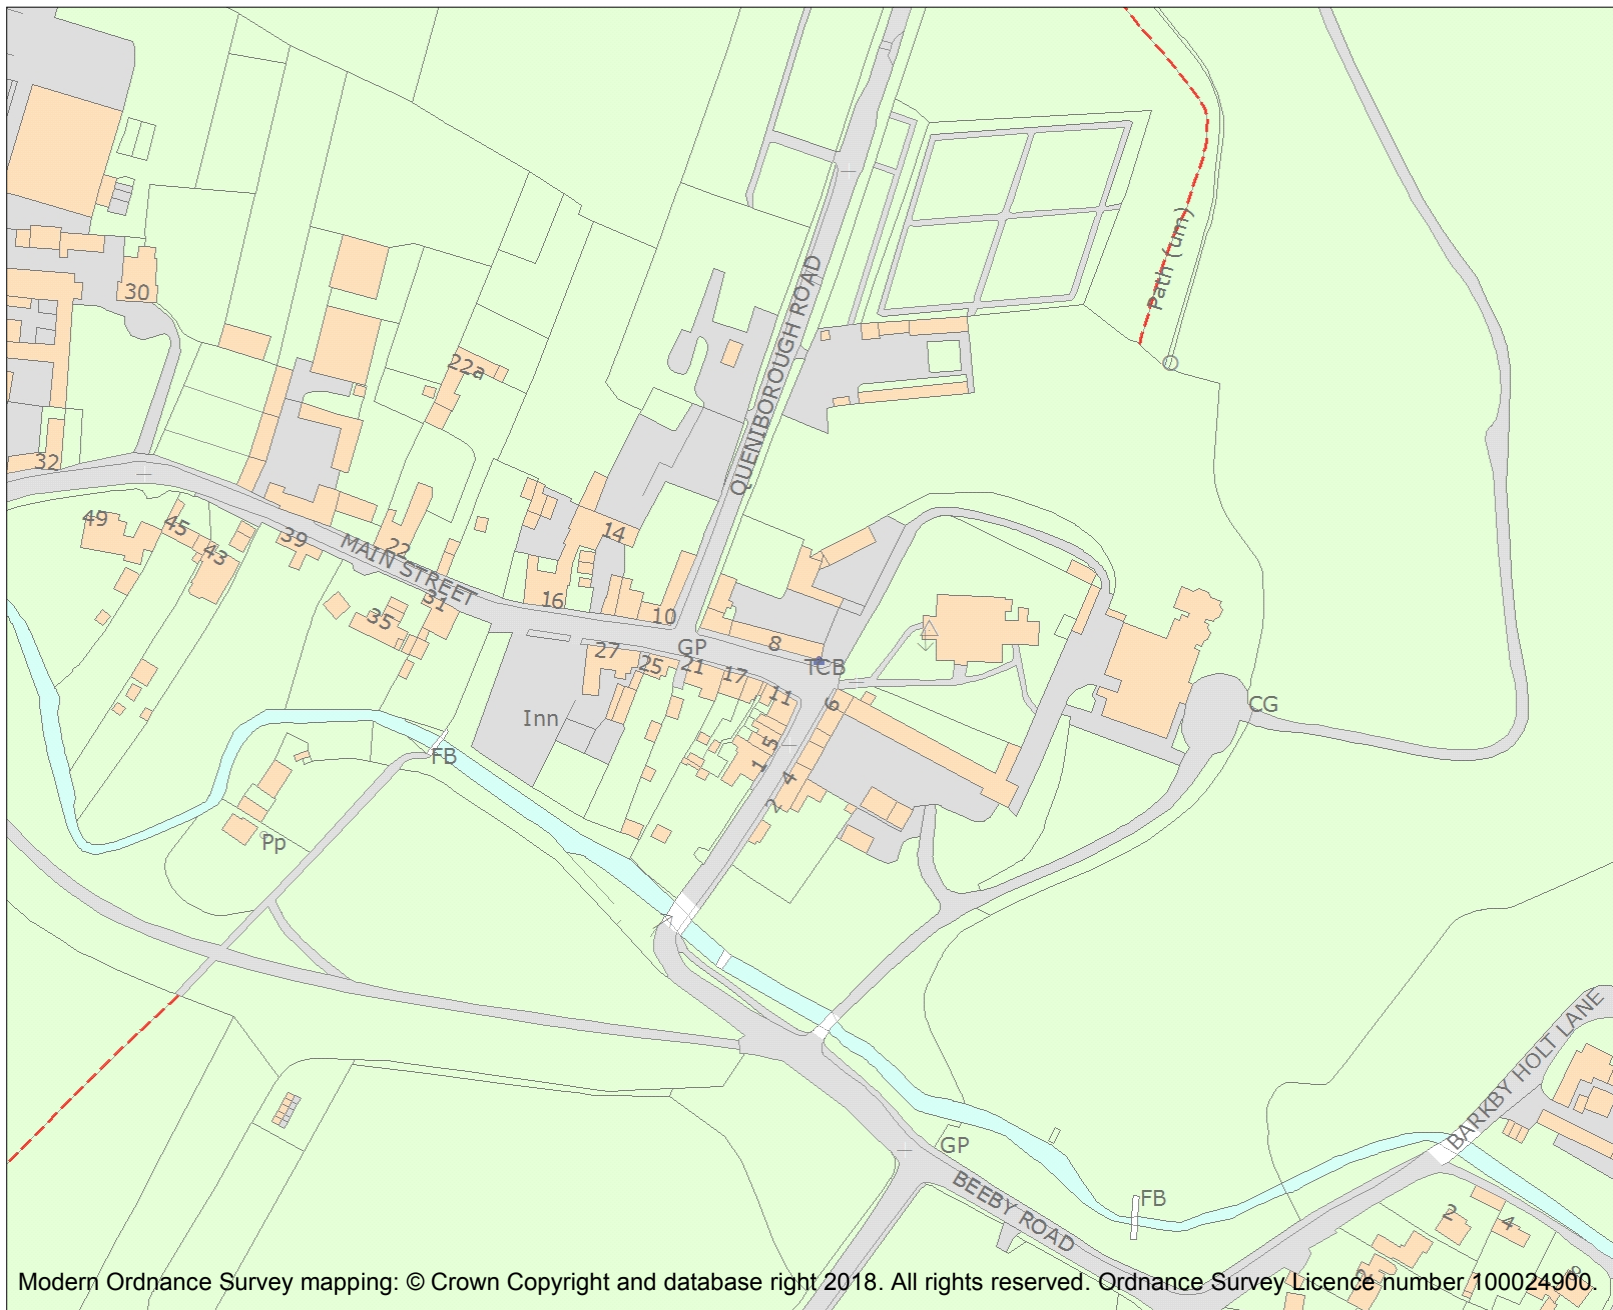 Path (um)
30
QUENIBOROUGH ROAD
22a
32
49
45
43
39
MAIN STREET
22
14
16
10
35
31
8
GP
TCB
27
25
21
17
11
6
Inn
5
1
4
2
CG
FB
Pp
BARKBY HOLT LANE
GP
BEEBY ROAD
FB
2
4
Modern Ordnance Survey mapping: © Crown Copyright and database right 2018. All rights reserved. Ordnance Survey Licence number 100024900.